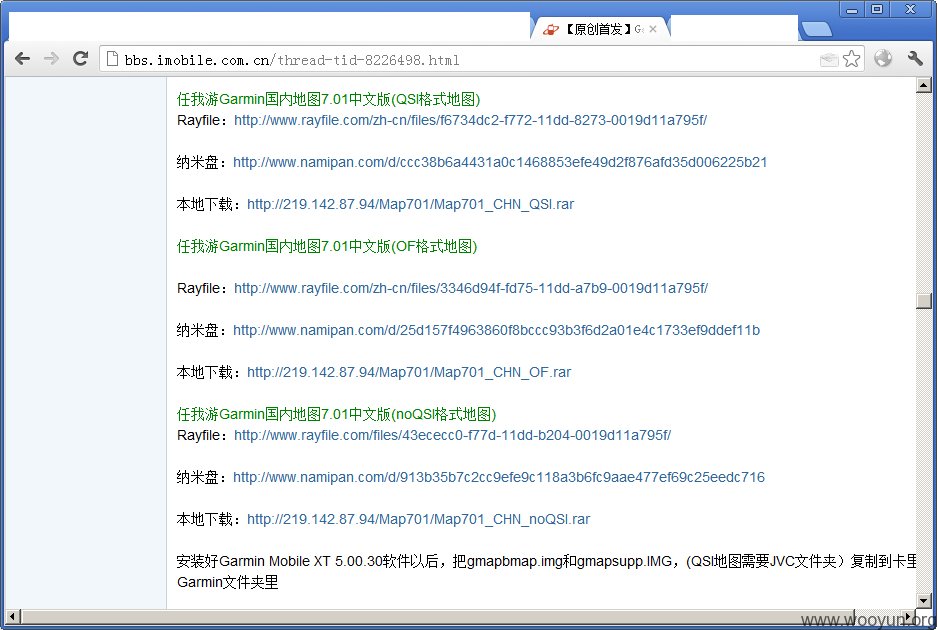 【原创首发】G
bbs.imobile.com.cn/thread-tid-8226498.html
任我游Garmin国内地图7.01中文版(QSI格式地图)
Rayfile：http://www.rayfile.com/zh-cn/files/f6734dc2-f772-11dd-8273-0019d11a795f/
纳米盘：http://www.namipan.com/d/ccc38b6a4431a0c1468853efe49d2f876afd35d006225b21
本地下载：http://219.142.87.94/Map701/Map701_CHN_QSI.rar
任我游Garmin国内地图7.01中文版(OF格式地图)
Rayfile：http://www.rayfile.com/zh-cn/files/3346d94f-fd75-11dd-a7b9-0019d11a795f/
纳米盘：http://www.namipan.com/d/25d157f4963860f8bccc93b3f6d2a01e4c1733ef9ddef11b
本地下载：http://219.142.87.94/Map701/Map701_CHN_OF.rar
任我游Garmin国内地图7.01中文版(noQSI格式地图)
Rayfile：http://www.rayfile.com/files/43ececc0-f77d-11dd-b204-0019d11a795f/
纳米盘：http://www.namipan.com/d/913b35b7c2cc9efe9c118a3b6fc9aae477ef69c25eedc716
本地下载：http://219.142.87.94/Map701/Map701_CHN_noQSI.rar
安装好Garmin Mobile XT 5.00.30软件以后，把gmapbmap.img和gmapsupp.IMG，(QSI地图需要JVC文件夹）复制到卡里
Garmin文件夹里
www.wooyun.org